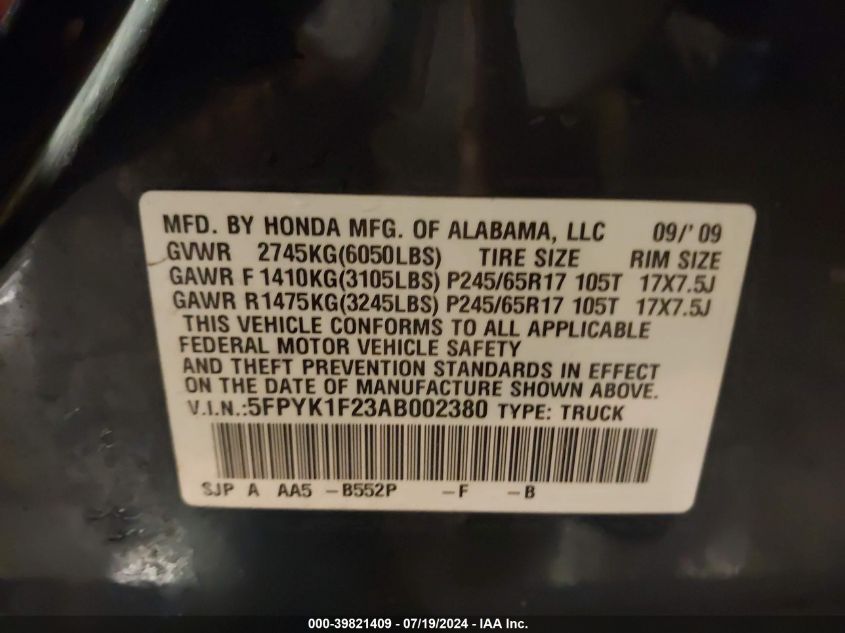 MFD. BY HONDA MFG. OF ALABAMA, LLC 09/'09
GVWR 2745KG(6050LBS) TIRE SIZE RIM SIZE
GAWR F 1410KG(3105LBS) P245/65R17 105T 17X7.5J
GAWR R 1475KG(3245LBS) P245/65R17 105T 17X7.5J
THIS VEHICLE CONFORMS TO ALL APPLICABLE
FEDERAL MOTOR VEHICLE SAFETY
AND THEFT PREVENTION STANDARDS IN EFFECT
ON THE DATE OF MANUFACTURE SHOWN ABOVE.
V.I.N.:5FPYK1F23AB002380 TYPE: TRUCK
SJP A AA5 -B552P -F -B
000-39821409 - 07/19/2024 - IAA Inc.